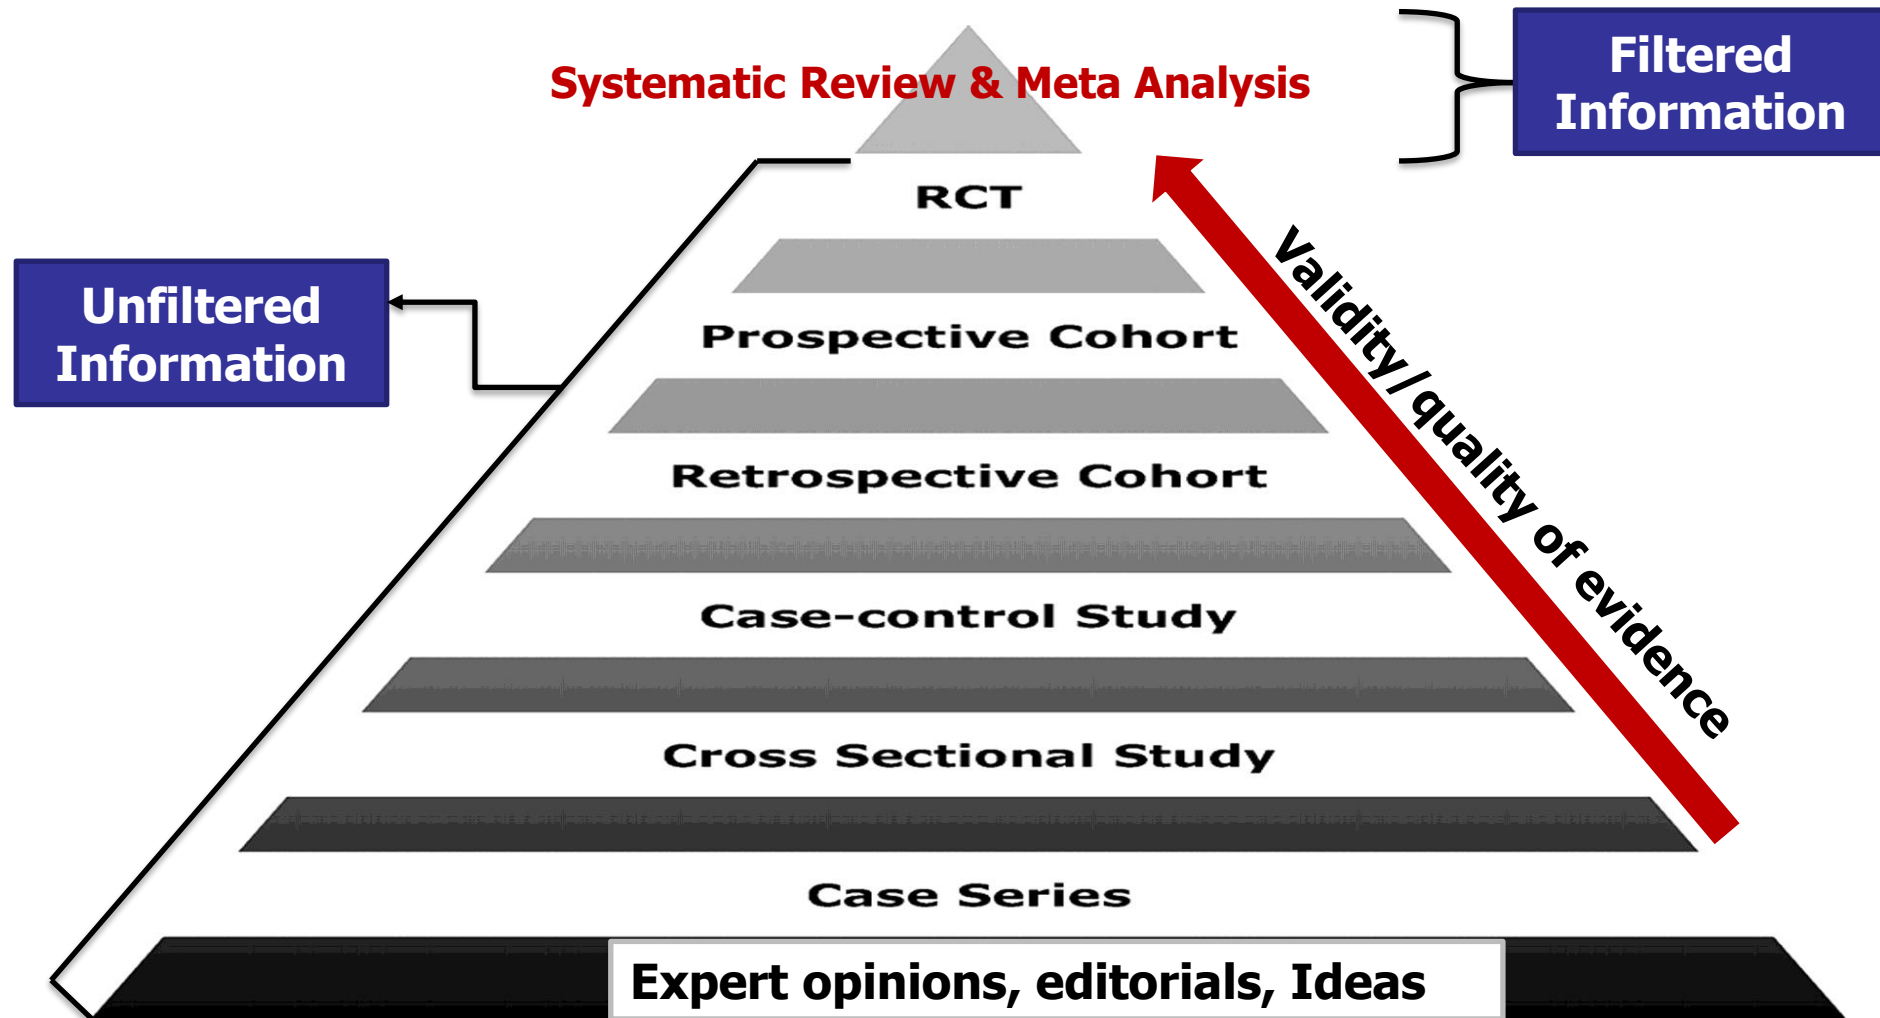 Filtered
Information
Systematic Review & Meta Analysis
RCT
Unfiltered
Information
Validity/quality of evidence
Prospective Cohort
Retrospective Cohort
Case-control Study
Cross Sectional Study
Case Series
Expert opinions, editorials, Ideas